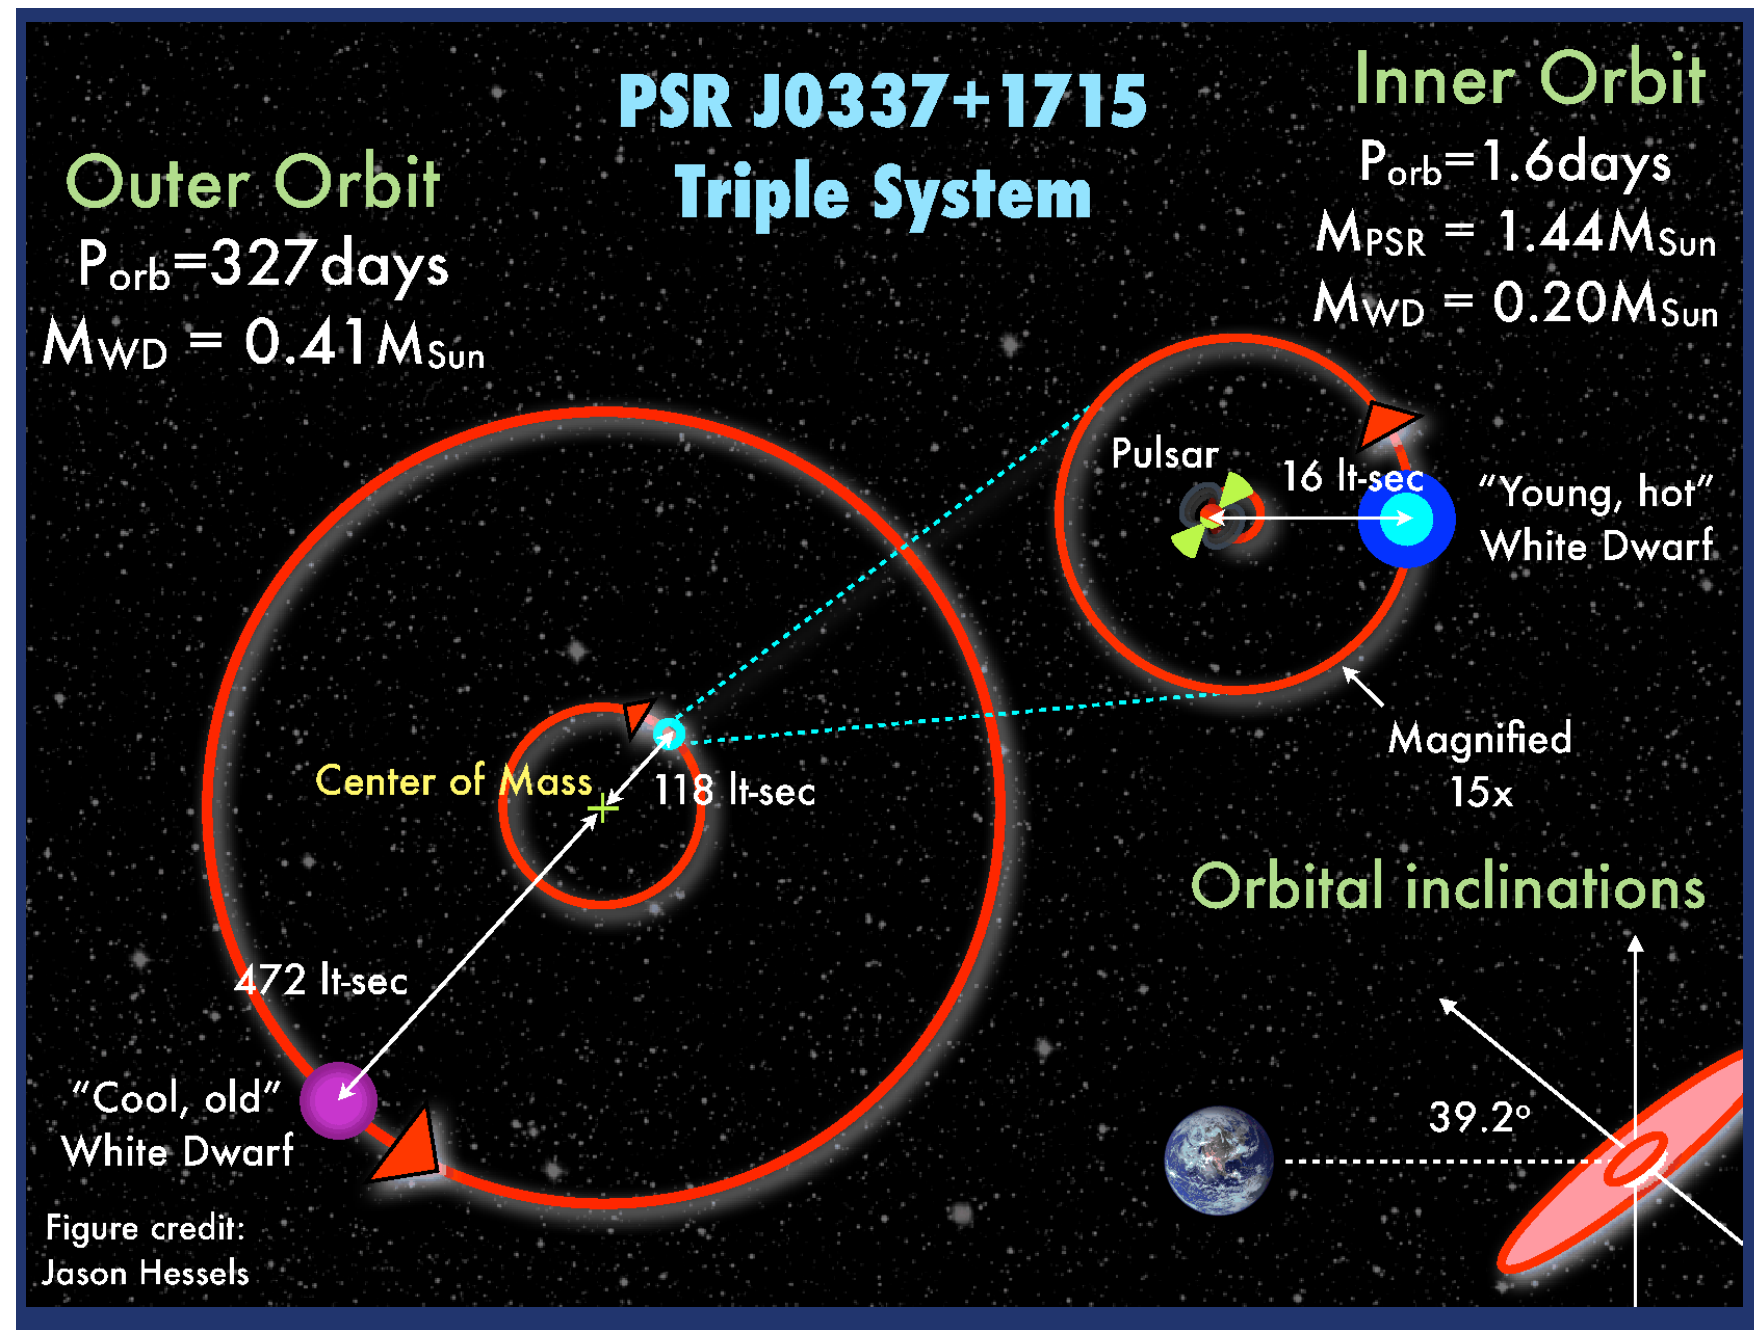 PSR J0337+1715
Triple System
Outer Orbit
Porb=327days
MWD = 0.41MSun
Inner Orbit
Porb=1.6days
MPSR = 1.44MSun
MWD = 0.20MSun
Pulsar
16 lt-sec
“Young, hot”
White Dwarf
Magnified
15x
Center of Mass
118 lt-sec
472 lt-sec
“Cool, old”
White Dwarf
Orbital inclinations
39.2º
Figure credit:
Jason Hessels